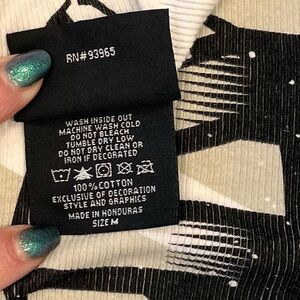 RN#93965
WASH INSIDE OUT
MACHINE WASH COLD
DO NOT BLEACH
TUMBLE DRY LOW
DO NOT DRY CLEAN OR
IRON IF DECORATED
100% COTTON
EXCLUSIVE OF DECORATION
STYLE AND GRAPHICS
MADE IN HONDURAS
SIZE M